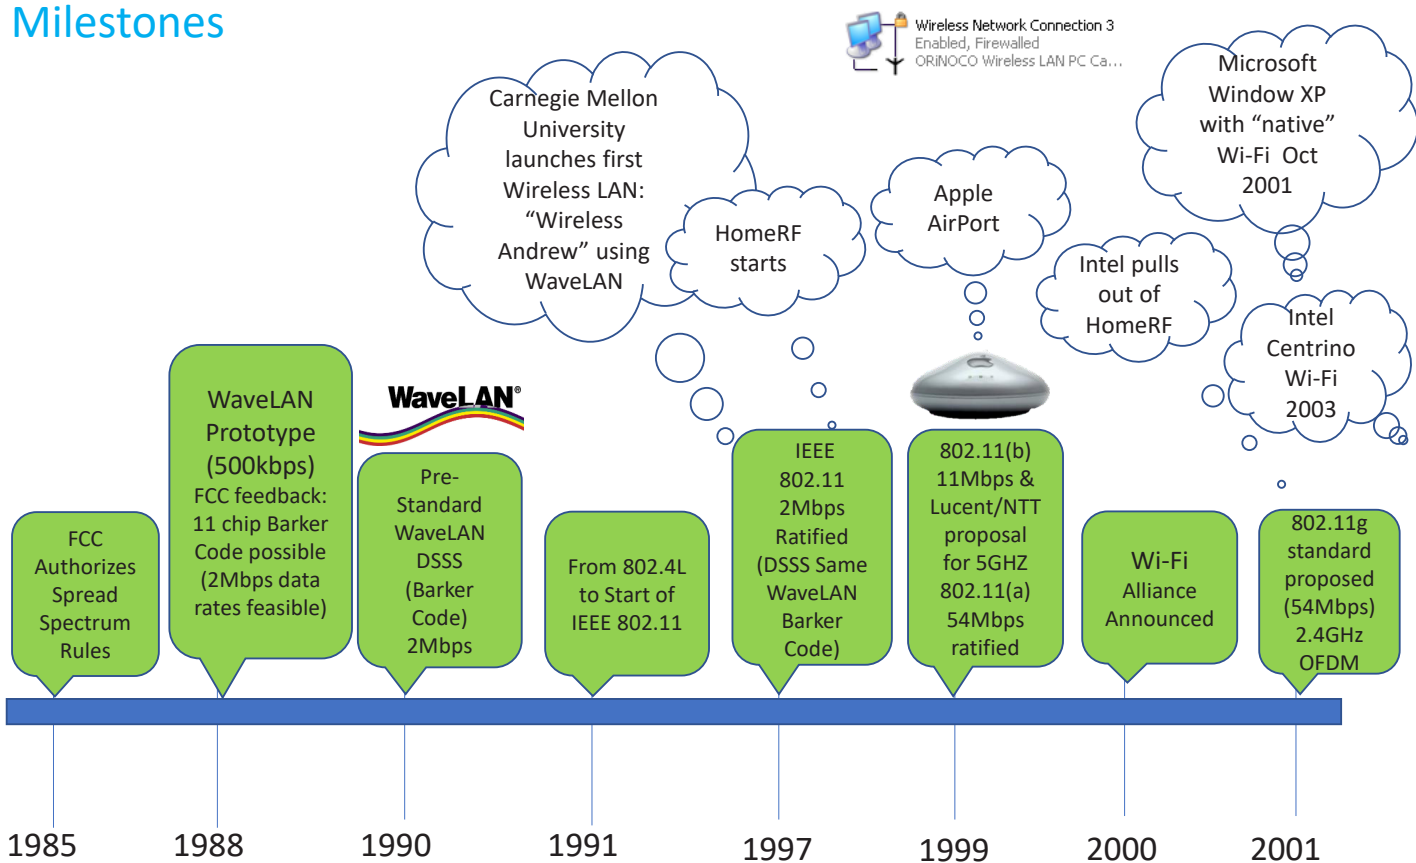 Milestones
Wireless Network Connection 3
Enabled, Firewalled
ORiNOCO Wireless LAN PC Ca...
Carnegie Mellon
University
launches first
Wireless LAN:
“Wireless
Andrew” using
WaveLAN
HomeRF
starts
Apple
AirPort
Microsoft
Window XP
with “native”
Wi-Fi Oct
2001
Intel pulls
out of
HomeRF
Intel
Centrino
Wi-Fi
2003
FCC
Authorizes
Spread
Spectrum
Rules
WaveLAN
Prototype
(500kbps)
FCC feedback:
11 chip Barker
Code possible
(2Mbps data
rates feasible)
WaveLAN®
Pre-
Standard
WaveLAN
DSSS
(Barker
Code)
2Mbps
From 802.4L
to Start of
IEEE 802.11
IEEE
802.11
2Mbps
Ratified
(DSSS Same
WaveLAN
Barker
Code)
802.11(b)
11Mbps &
Lucent/NTT
proposal
for 5GHZ
802.11(a)
54Mbps
ratified
Wi-Fi
Alliance
Announced
802.11g
standard
proposed
(54Mbps)
2.4GHz
OFDM
1985
1988
1990
1991
1997
1999
2000
2001